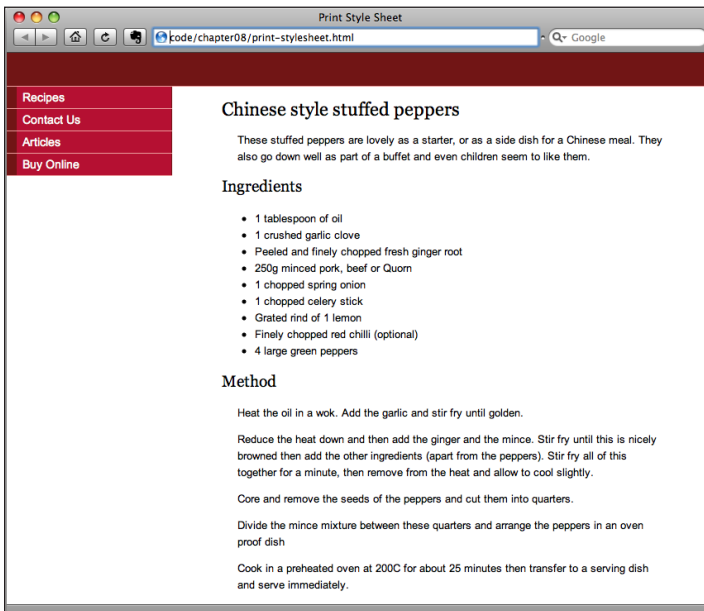 Print Style Sheet
code/chapter08/print-stylesheet.html
Google
Recipes
Contact Us
Articles
Buy Online
Chinese style stuffed peppers
These stuffed peppers are lovely as a starter, or as a side dish for a Chinese meal. They
also go down well as part of a buffet and even children seem to like them.
Ingredients
1 tablespoon of oil
1 crushed garlic clove
Peeled and finely chopped fresh ginger root
250g minced pork, beef or Quorn
1 chopped spring onion
1 chopped celery stick
Grated rind of 1 lemon
Finely chopped red chilli (optional)
4 large green peppers
Method
Heat the oil in a wok. Add the garlic and stir fry until golden.
Reduce the heat down and then add the ginger and the mince. Stir fry until this is nicely
browned then add the other ingredients (apart from the peppers). Stir fry all of this
together for a minute, then remove from the heat and allow to cool slightly.
Core and remove the seeds of the peppers and cut them into quarters.
Divide the mince mixture between these quarters and arrange the peppers in an oven
proof dish
Cook in a preheated oven at 200C for about 25 minutes then transfer to a serving dish
and serve immediately.